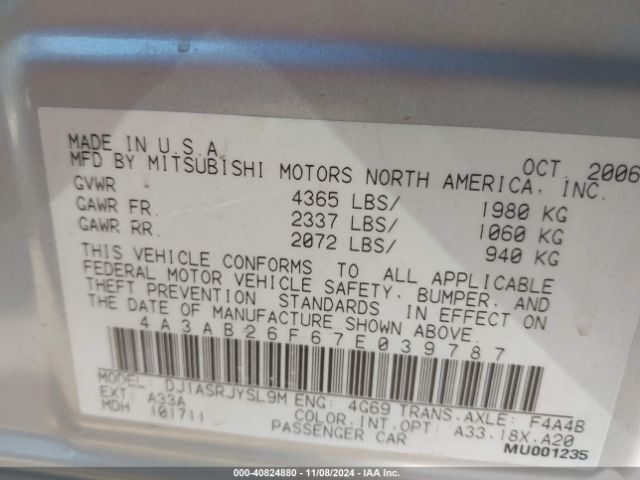 MADE IN U.S.A. OCT. 2006
MFD BY MITSUBISHI MOTORS NORTH AMERICA, INC.
GVWR 4365 LBS/ 1980 KG
GAWR FR. 2337 LBS/ 1060 KG
GAWR RR. 2072 LBS/ 940 KG
THIS VEHICLE CONFORMS TO ALL APPLICABLE
FEDERAL MOTOR VEHICLE SAFETY, BUMPER, AND
THEFT PREVENTION STANDARDS IN EFFECT ON
THE DATE OF MANUFACTURE SHOWN ABOVE.
4A3AB26F67E039787
MODEL: DJ1ASRJYSL9M ENG: 4G69 TRANS.AXLE: F4A4B
EXT: A33A COLOR.INT.OPT: A33.18X.A20
MDH 101711 PASSENGER CAR
MU001235
000-40824880 - 11/08/2024 - IAA Inc.